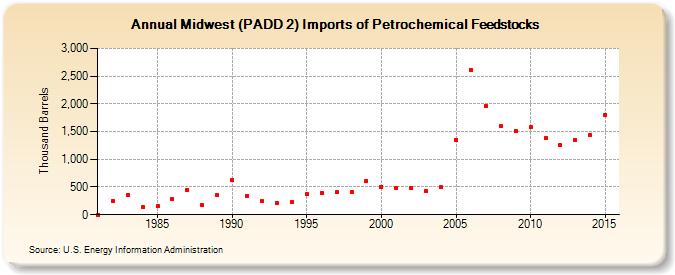 Annual Midwest (PADD 2) Imports of Petrochemical Feedstocks
3,000
2,500
2,000
1,500
1,000
500
0
Thousand Barrels
1985 1990 1995 2000 2005 2010 2015
Source: U.S. Energy Information Administration